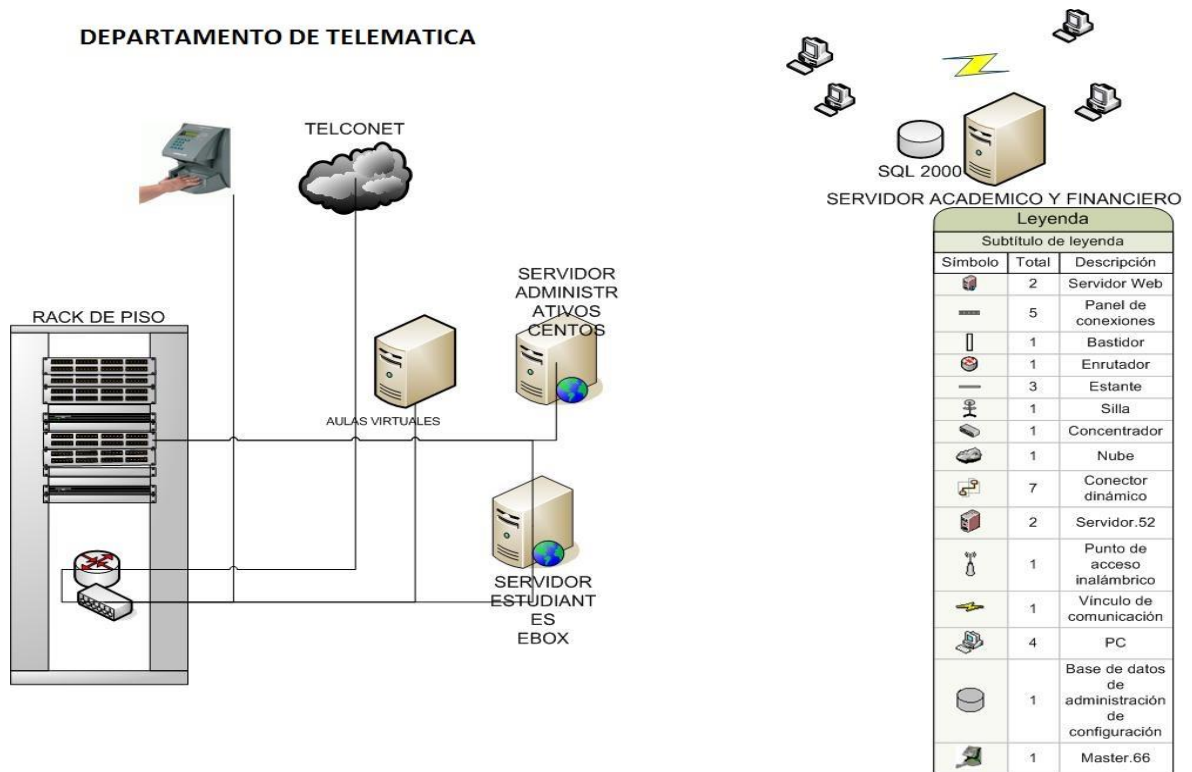 DEPARTAMENTO DE TELEMATICA
TELCONET
SQL 2000
SERVIDOR ACADEMICO Y FINANCIERO
RACK DE PISO
SERVIDOR
ADMINISTR
ATIVOS
CENTOS
AULAS VIRTUALES
SERVIDOR
ESTUDIANT
ES
EBOX
Leyenda
Subtítulo de leyenda
Símbolo Total Descripción
2 Servidor Web
5 Panel de
conexiones
1 Bastidor
1 Enrutador
3 Estante
1 Silla
1 Concentrador
1 Nube
7 Conector
dinámico
2 Servidor.52
1 Punto de
acceso
inalámbrico
1 Vínculo de
comunicación
4 PC
1 Base de datos
de
administración
de
configuración
1 Master.66